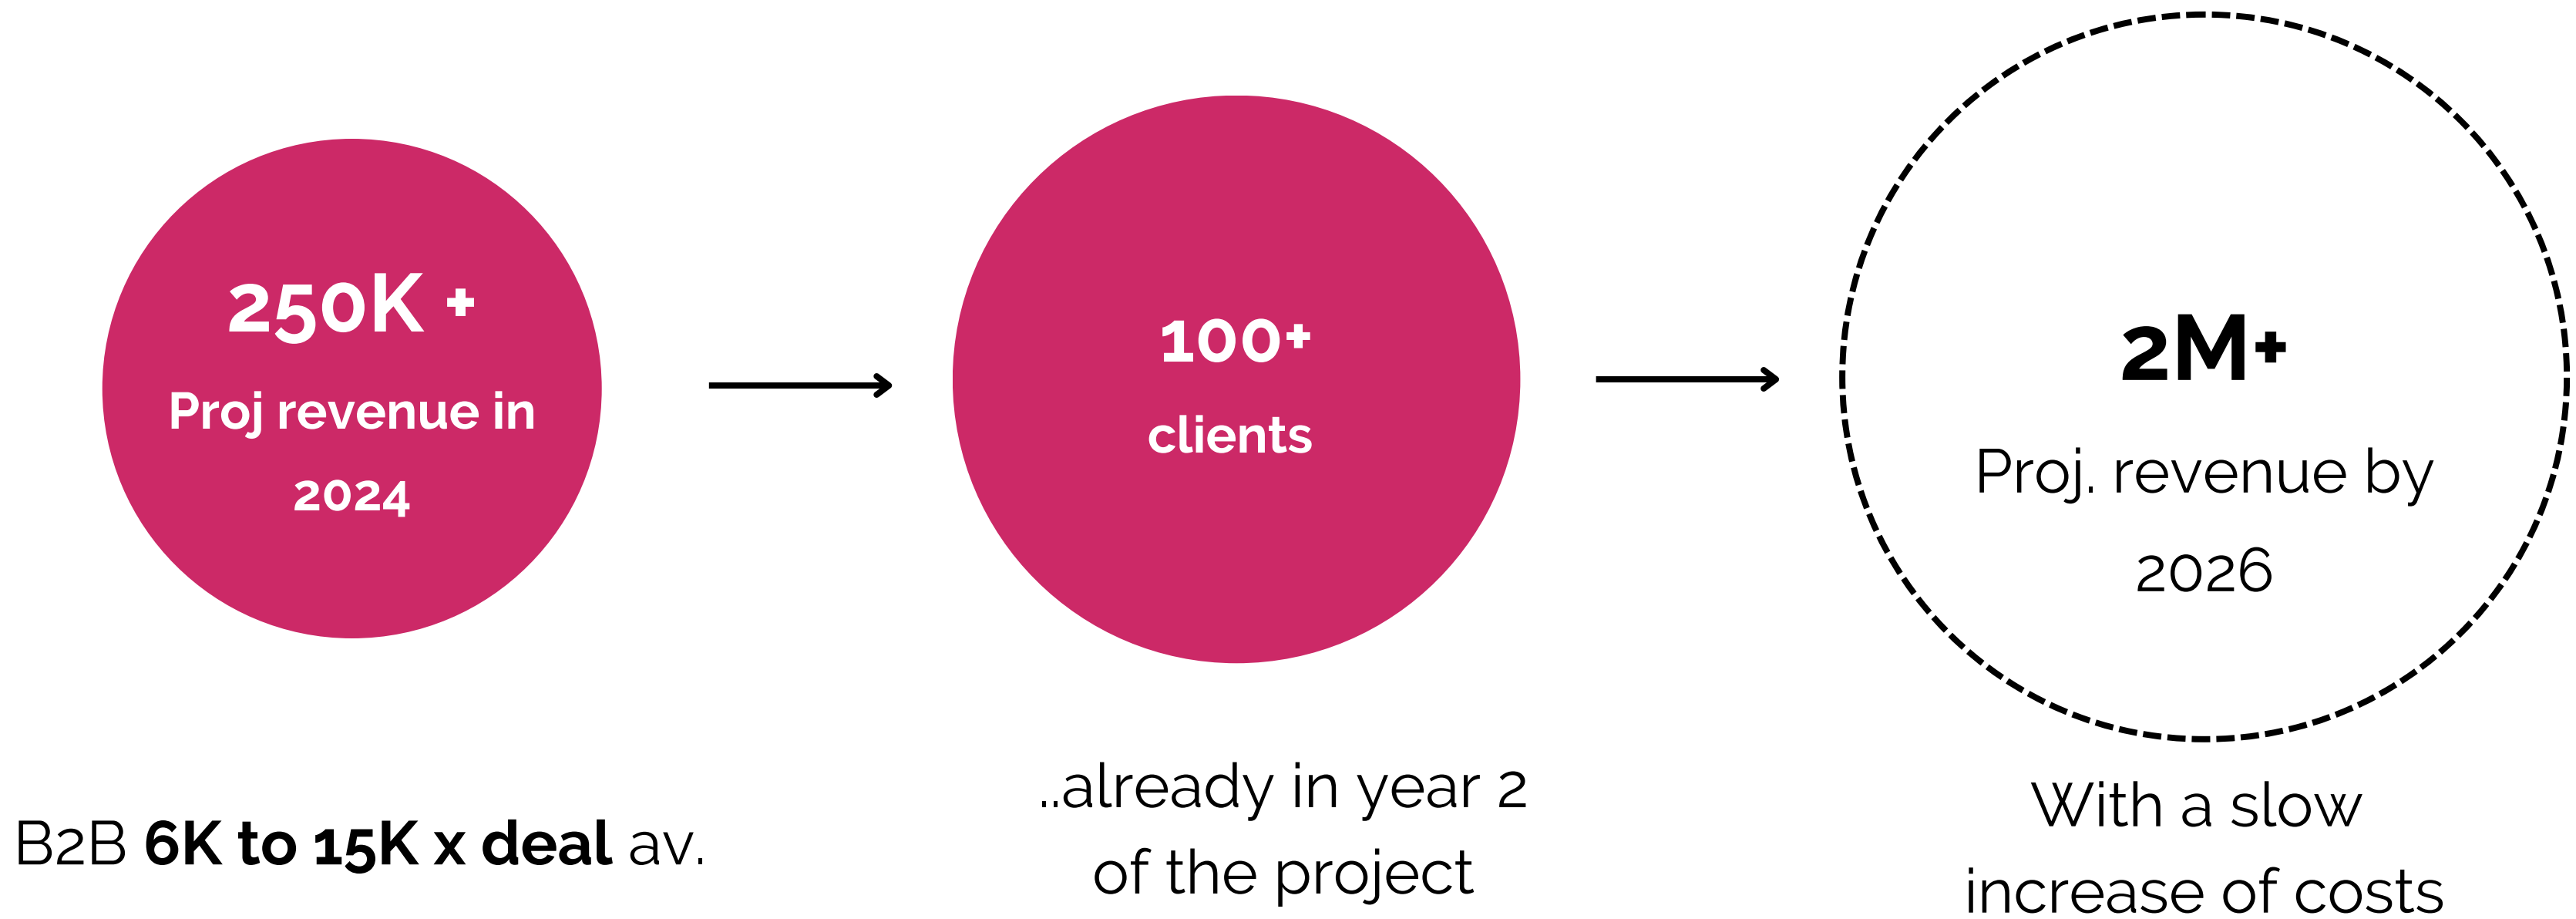 250K +
Proj revenue in
2024
B2B 6K to 15K x deal av.
100+
clients
..already in year 2
of the project
2M+
Proj. revenue by
2026
With a slow
increase of costs